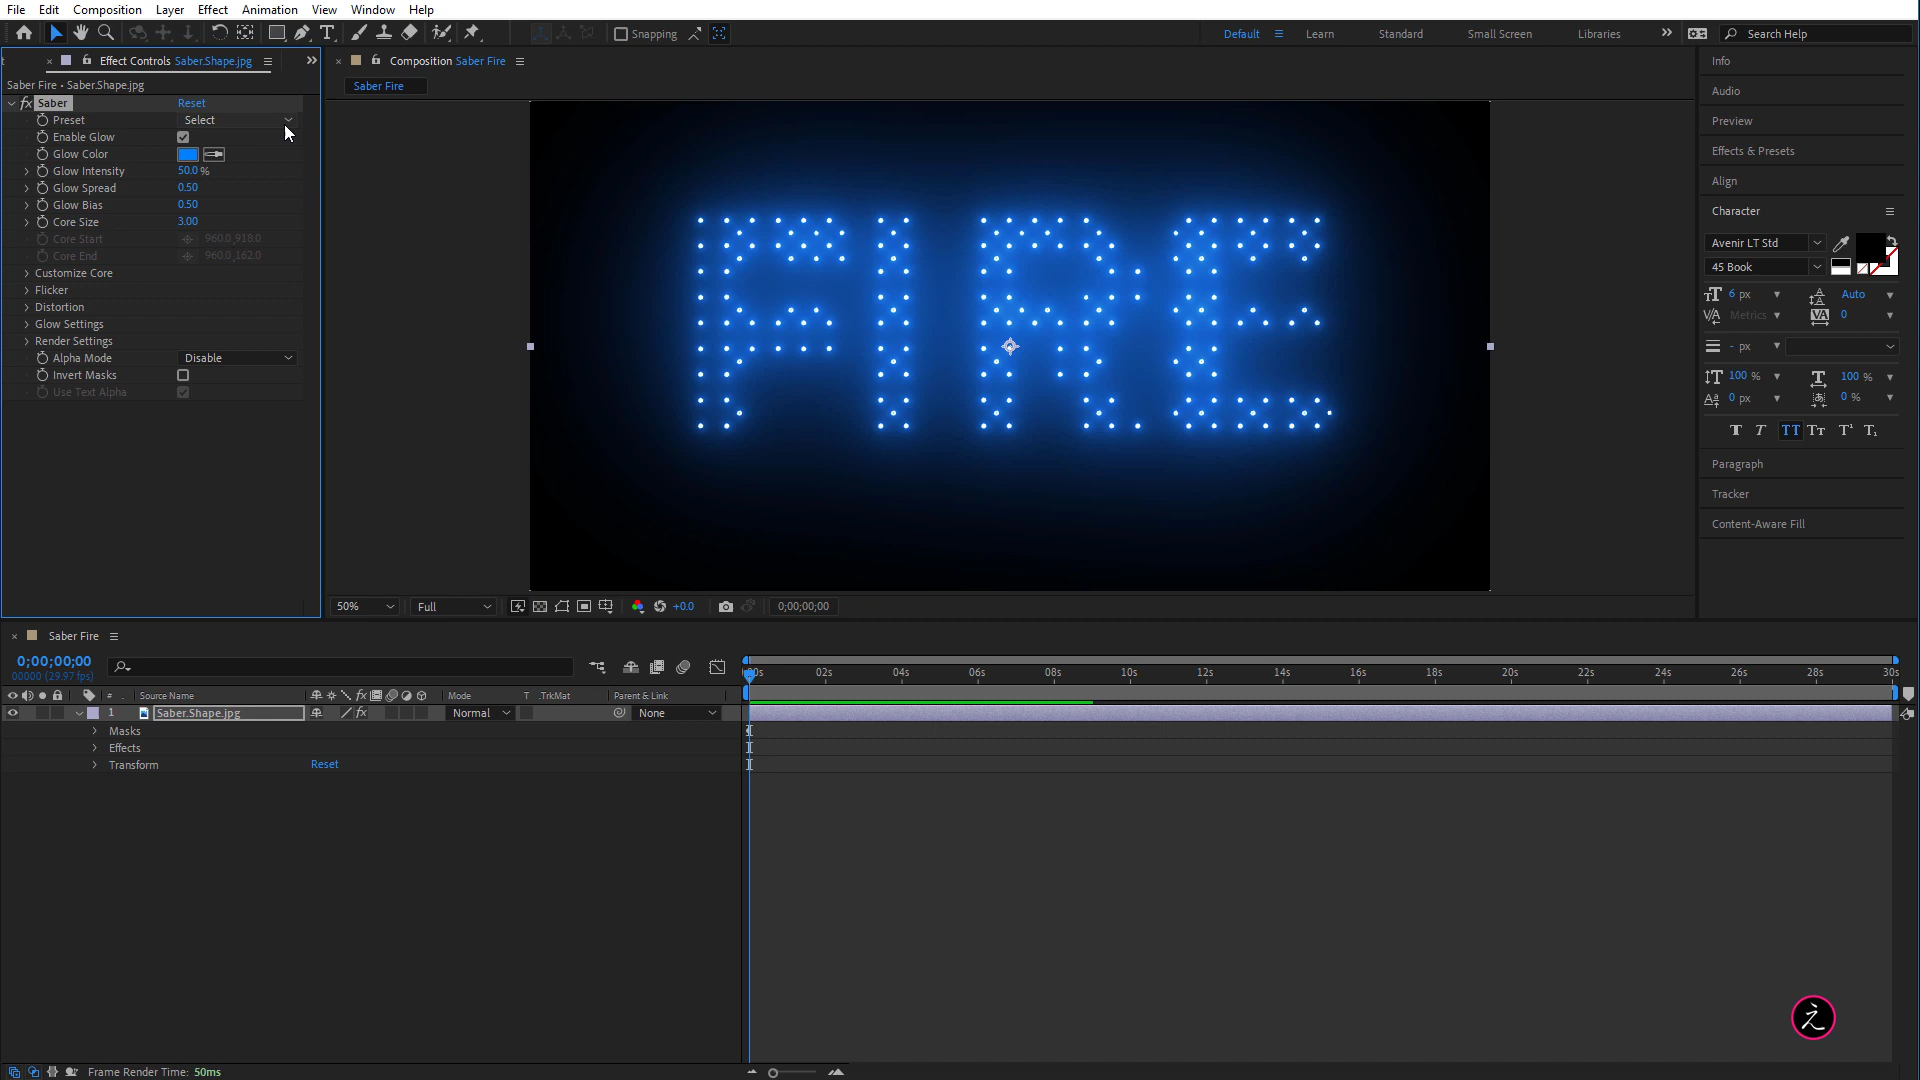 File Edit Composition Layer Effect Animation View Window Help
Snapping Default Learn Standard Small Screen Libraries Search Help
Effect Controls Saber.Shape.jpg
Saber Fire • Saber.Shape.jpg
fx Saber Reset
Preset Select
Enable Glow
Glow Color
Glow Intensity 50.0 %
Glow Spread 0.50
Glow Bias 0.50
Core Size 3.00
Core Start 960.0,918.0
Core End 960.0,162.0
Customize Core
Flicker
Distortion
Glow Settings
Render Settings
Alpha Mode Disable
Invert Masks
Use Text Alpha
Composition Saber Fire
Saber Fire
FIRE
50% Full +0.0 0;00;00;00
Info
Audio
Preview
Effects & Presets
Align
Character
Avenir LT Std
45 Book
6 px Auto
Metrics 0
- px
100 % 100 %
0 px 0 %
T T TT Tт T¹ T₁
Paragraph
Tracker
Content-Aware Fill
Saber Fire
0;00;00;00
00000 (29.97 fps)
:00s 02s 04s 06s 08s 10s 12s 14s 16s 18s 20s 22s 24s 26s 28s 30s
# Source Name fx Mode T .TrkMat Parent & Link
1 Saber.Shape.jpg fx Normal None
Masks
Effects
Transform Reset
Frame Render Time: 50ms